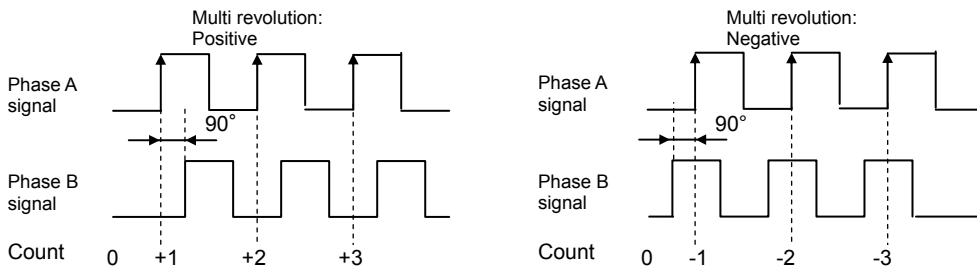 Multi revolution:
Positive
Phase A
signal
90°
Phase B
signal
Count 0 +1 +2 +3
Multi revolution:
Negative
Phase A
signal
90°
Phase B
signal
Count 0 -1 -2 -3